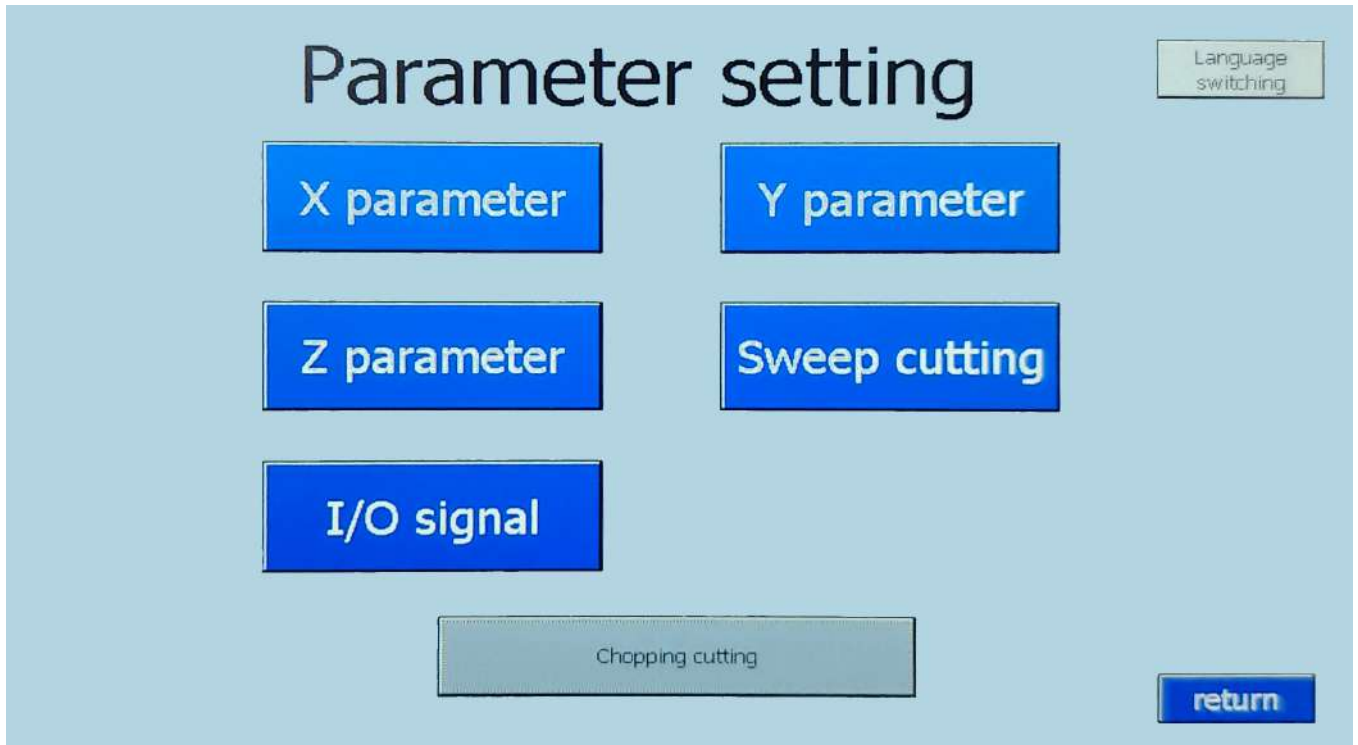 Parameter setting
Language
switching
X parameter
Y parameter
Z parameter
Sweep cutting
I/O signal
Chopping cutting
return